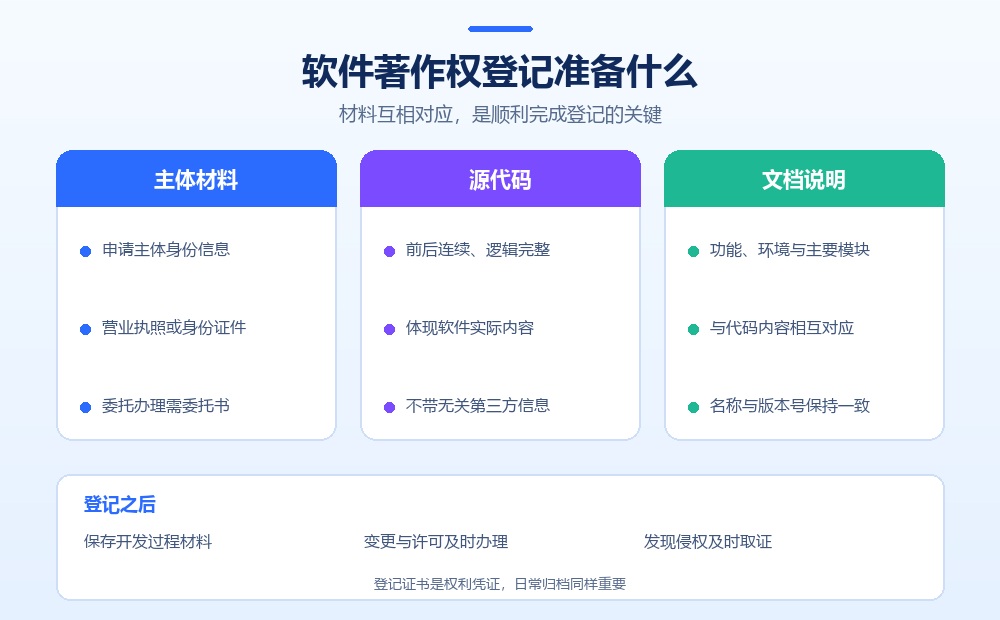 软件著作权登记准备什么
材料互相对应，是顺利完成登记的关键
主体材料
申请主体身份信息
营业执照或身份证件
委托办理需委托书
源代码
前后连续、逻辑完整
体现软件实际内容
不带无关第三方信息
文档说明
功能、环境与主要模块
与代码内容相互对应
名称与版本号保持一致
登记之后
保存开发过程材料
变更与许可及时办理
发现侵权及时取证
登记证书是权利凭证，日常归档同样重要